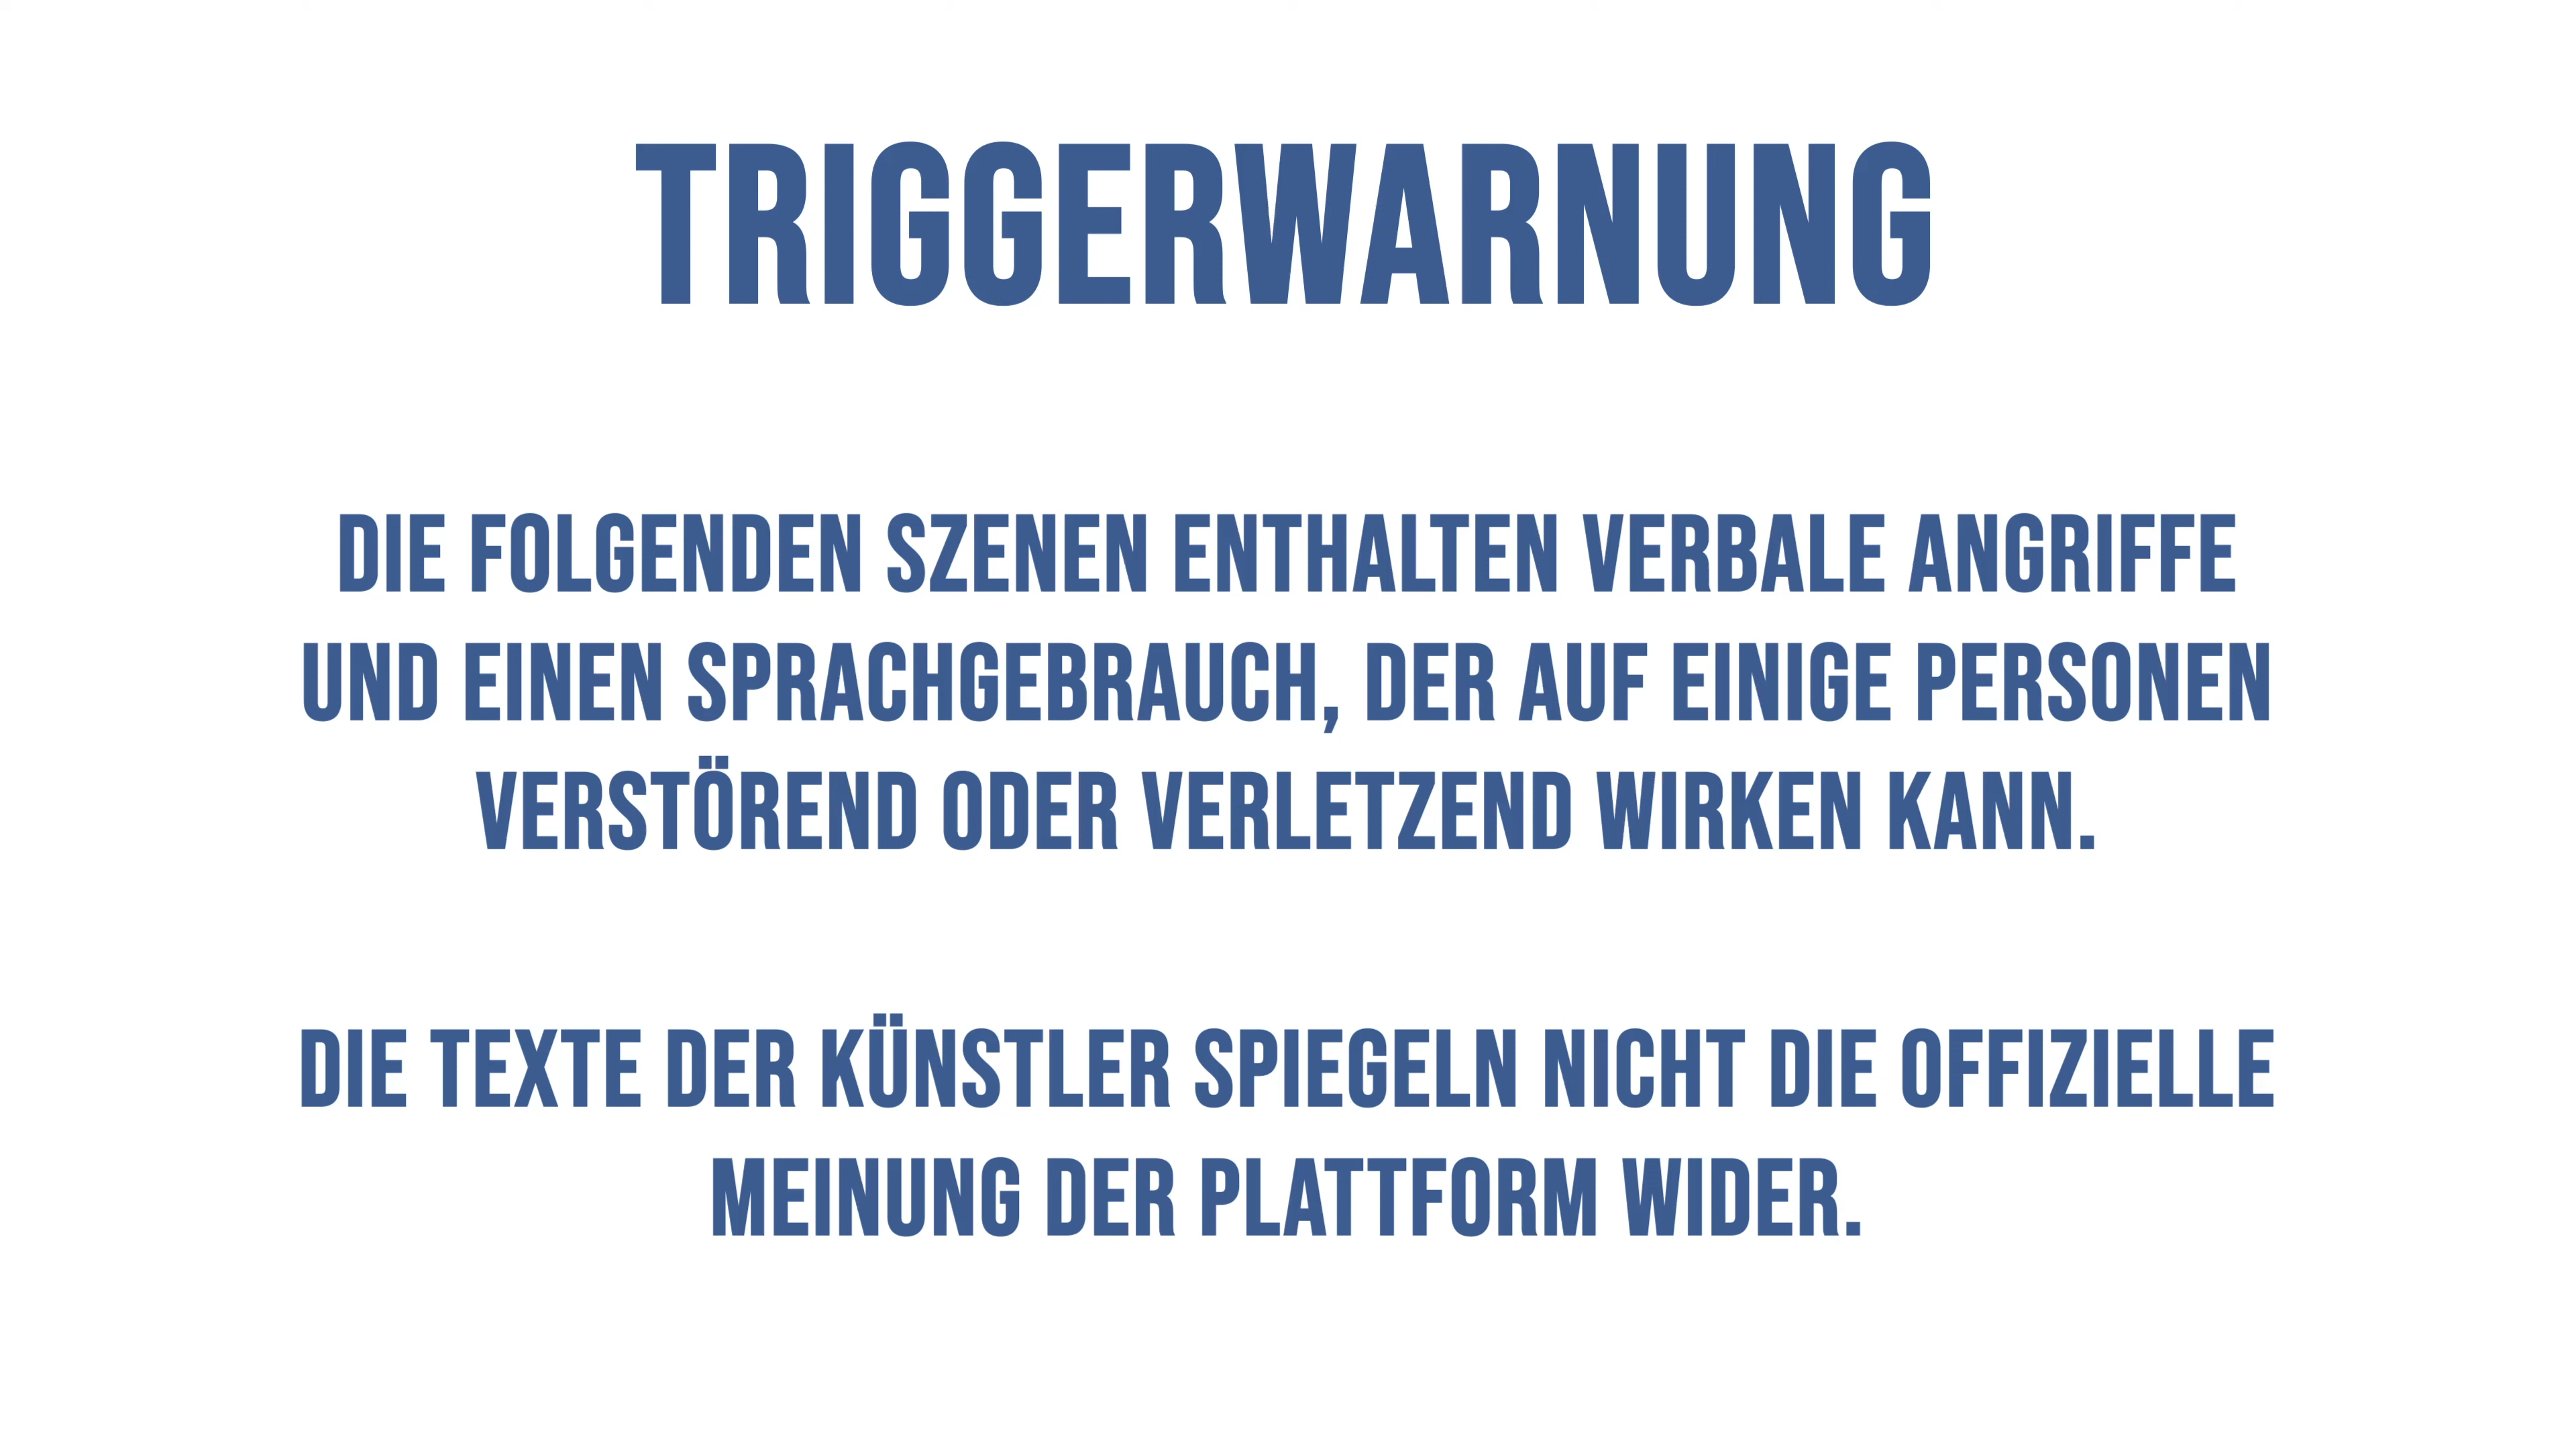 TRIGGERWARNUNG
DIE FOLGENDEN SZENEN ENTHALTEN VERBALE ANGRIFFE
UND EINEN SPRACHGEBRAUCH, DER AUF EINIGE PERSONEN
VERSTÖREND ODER VERLETZEND WIRKEN KANN.
DIE TEXTE DER KÜNSTLER SPIEGELN NICHT DIE OFFIZIELLE
MEINUNG DER PLATTFORM WIDER.